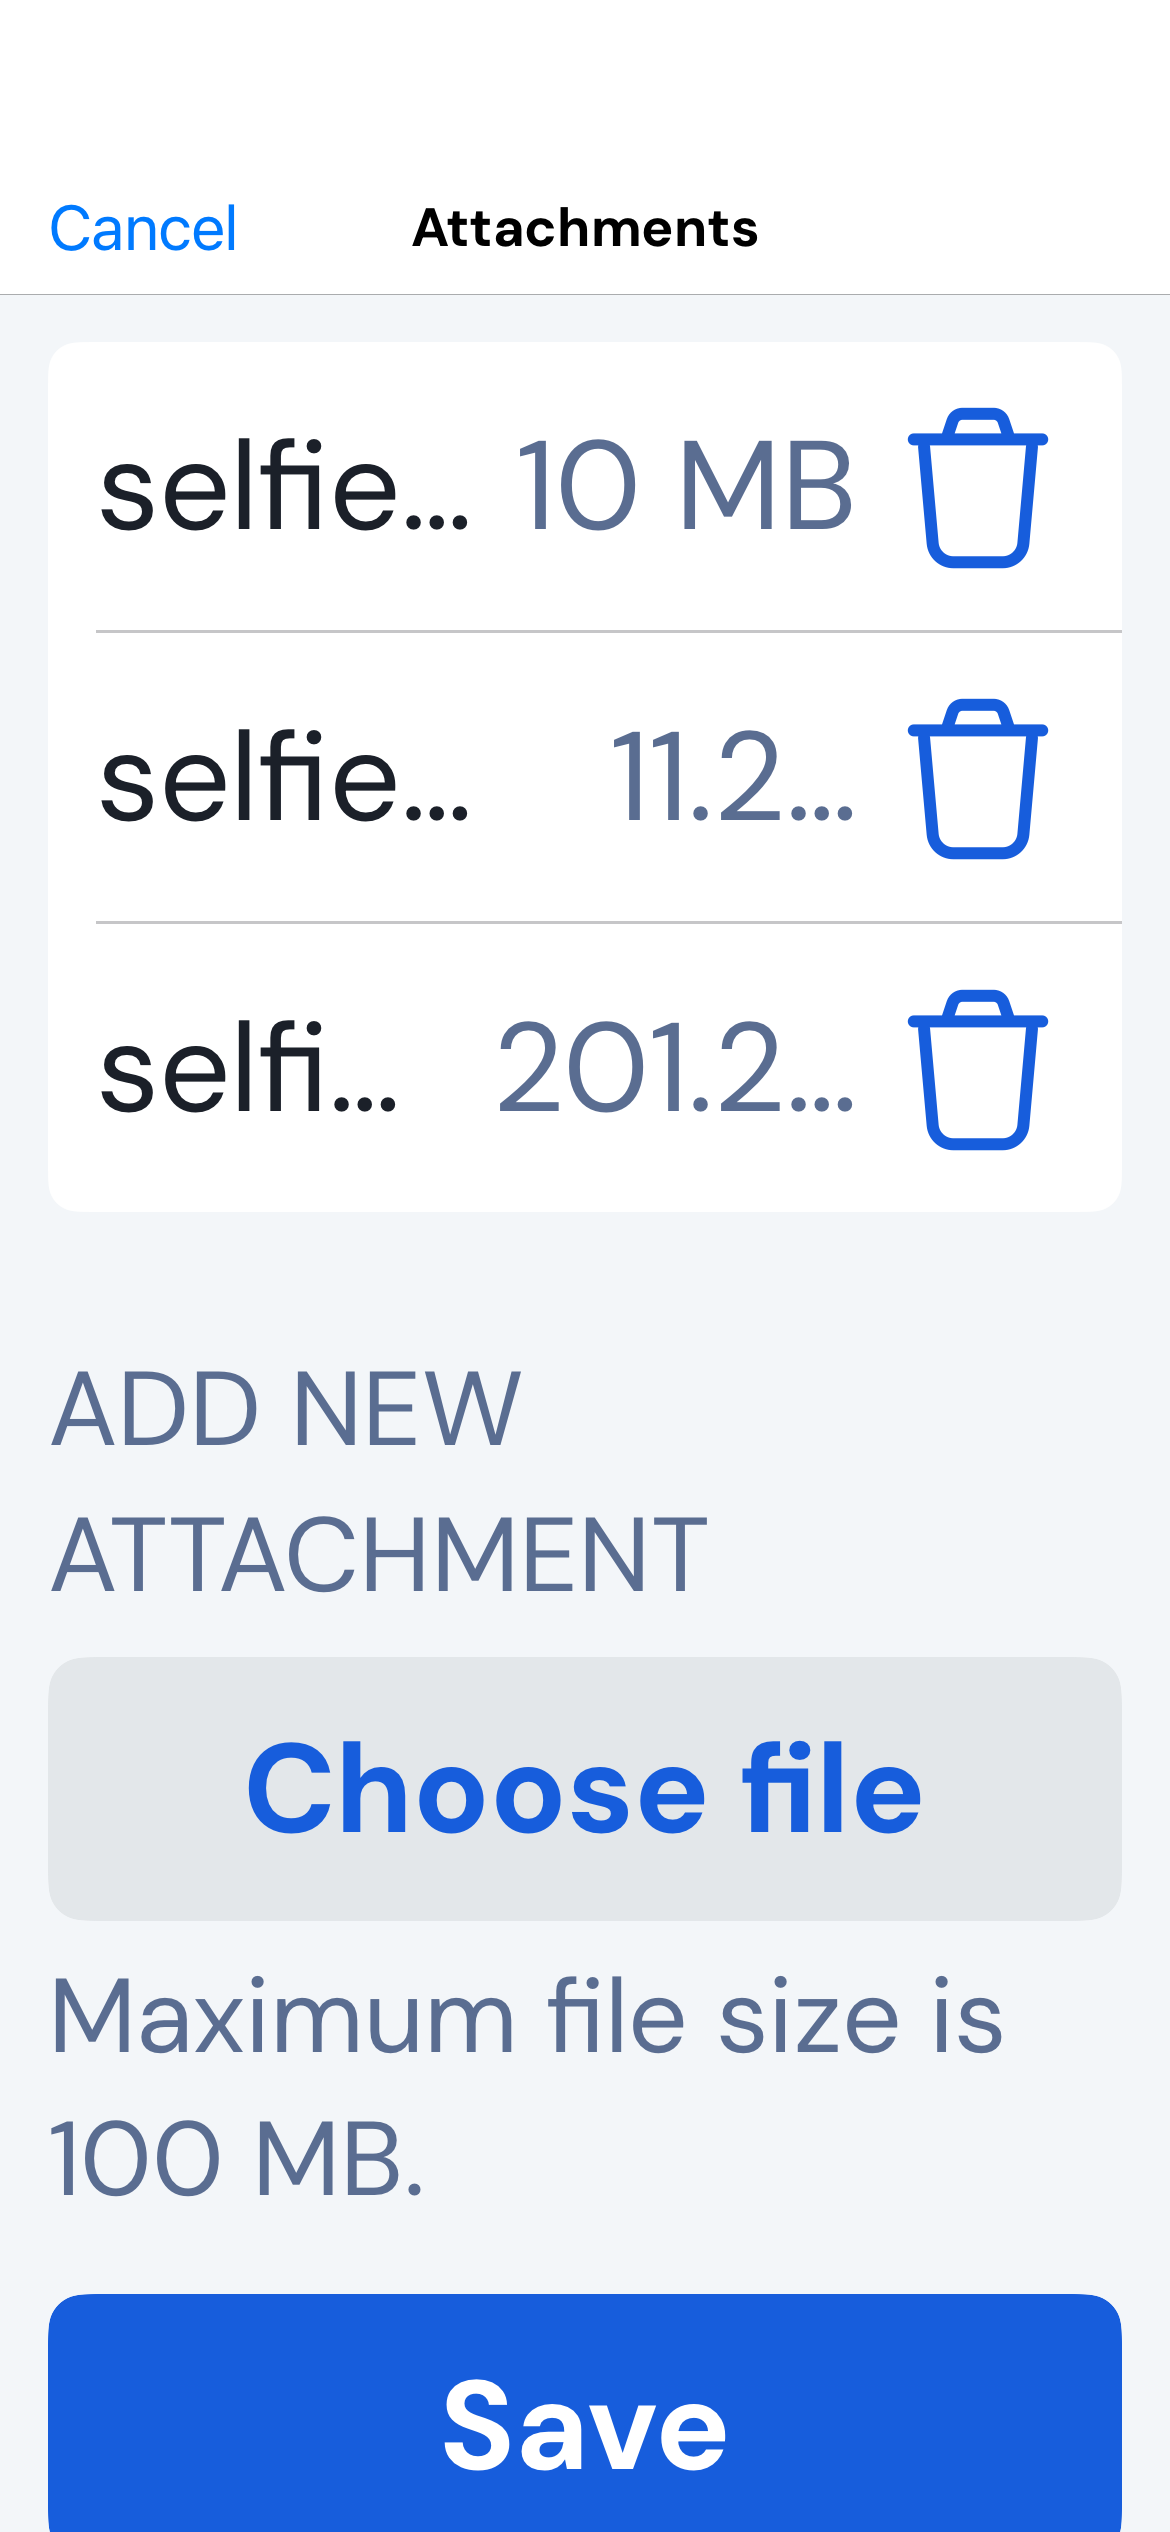 Cancel Attachments
selfie... 10 MB
selfie... 11.2...
selfi... 201.2...
ADD NEW
ATTACHMENT
Choose file
Maximum file size is
100 MB.
Save